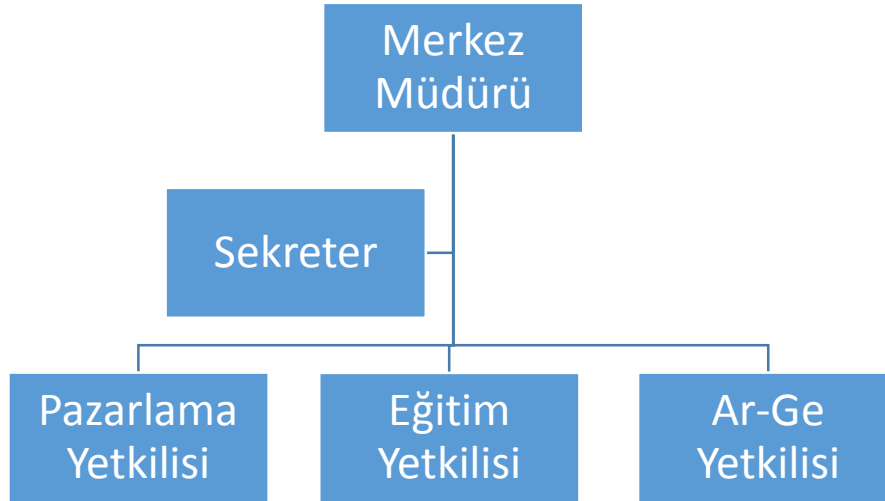 Merkez
Müdürü
Sekreter
Pazarlama
Yetkilisi
Eğitim
Yetkilisi
Ar-Ge
Yetkilisi